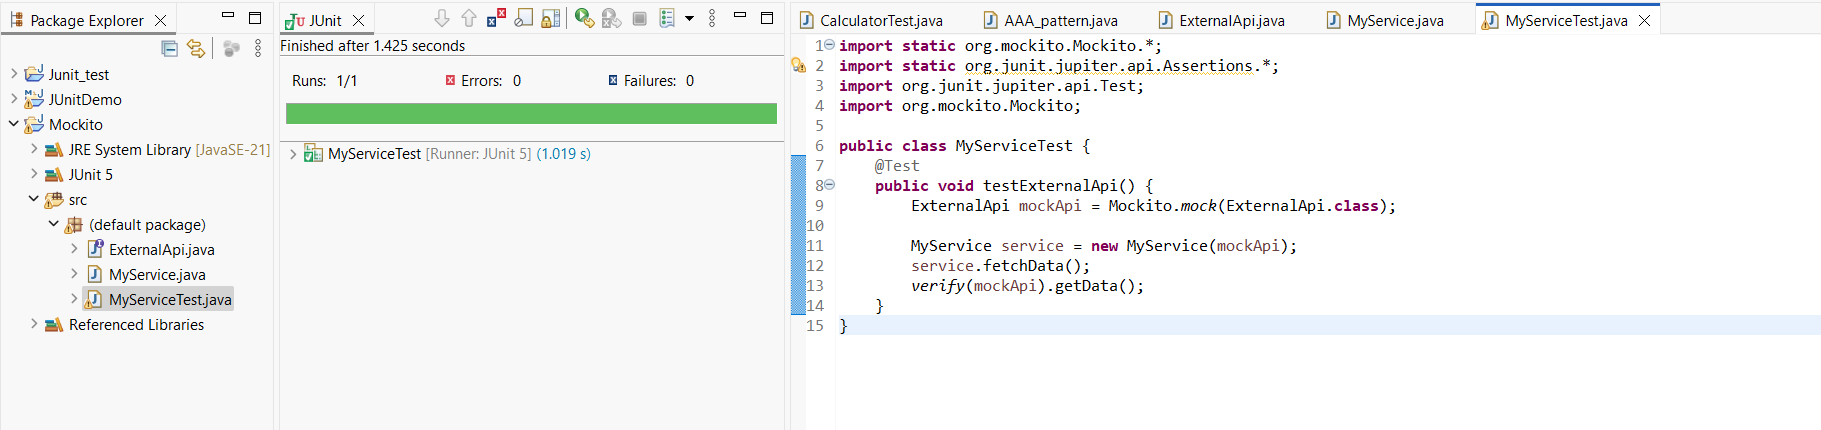 Package Explorer
Junit_test
JUnitDemo
Mockito
JRE System Library [JavaSE-21]
JUnit 5
src
(default package)
ExternalApi.java
MyService.java
MyServiceTest.java
Referenced Libraries
JUnit
Finished after 1.425 seconds
Runs: 1/1 Errors: 0 Failures: 0
MyServiceTest [Runner: JUnit 5] (1.019 s)
CalculatorTest.java AAA_pattern.java ExternalApi.java MyService.java MyServiceTest.java
1 import static org.mockito.Mockito.*;
2 import static org.junit.jupiter.api.Assertions.*;
3 import org.junit.jupiter.api.Test;
4 import org.mockito.Mockito;
5
6 public class MyServiceTest {
7     @Test
8     public void testExternalApi() {
9         ExternalApi mockApi = Mockito.mock(ExternalApi.class);
10
11         MyService service = new MyService(mockApi);
12         service.fetchData();
13         verify(mockApi).getData();
14     }
15 }